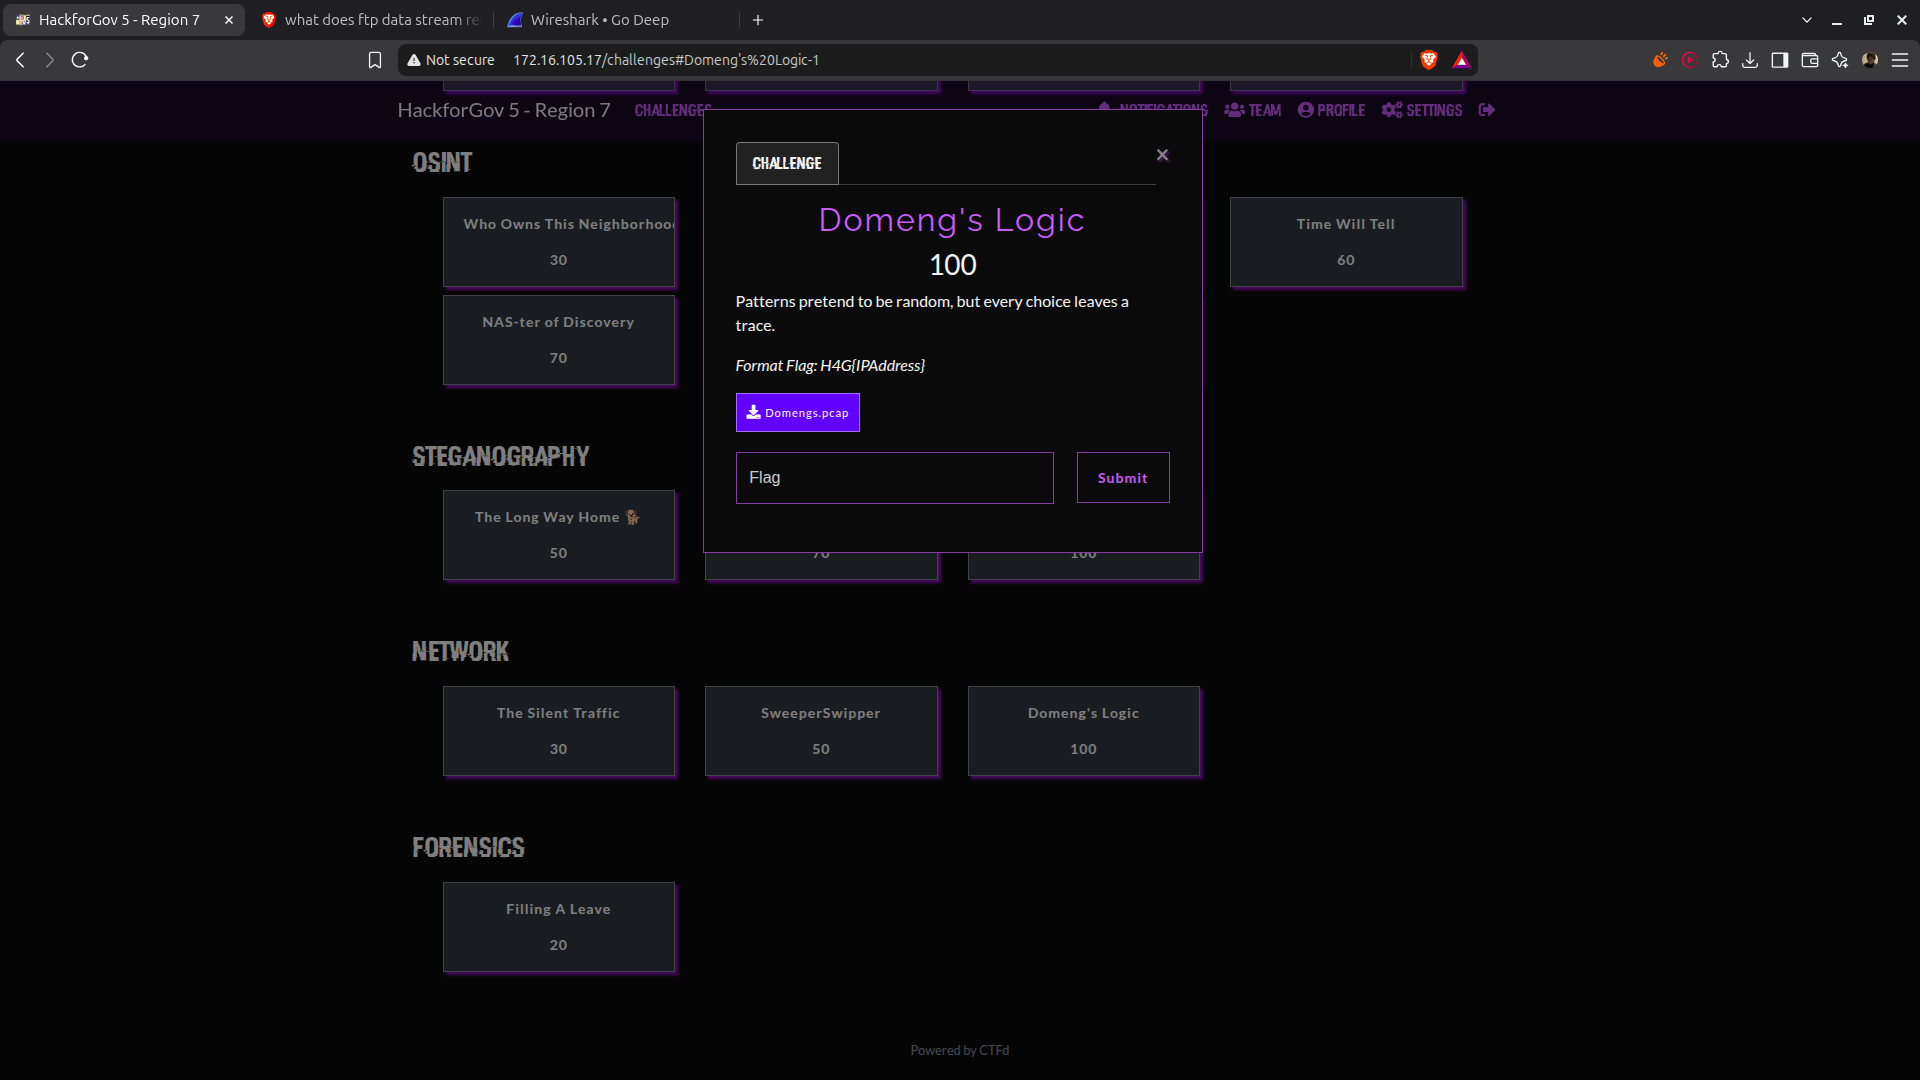 HackforGov 5 - Region 7
what does ftp data stream re
Wireshark • Go Deep
Not secure
172.16.105.17/challenges#Domeng's%20Logic-1
HackforGov 5 - Region 7
CHALLENGES
NOTIFICATIONS
TEAM
PROFILE
SETTINGS
OSINT
Who Owns This Neighborhoo
30
Time Will Tell
60
NAS-ter of Discovery
70
CHALLENGE
Domeng's Logic
100
Patterns pretend to be random, but every choice leaves a
trace.
Format Flag: H4G{IPAddress}
Domengs.pcap
Flag
Submit
STEGANOGRAPHY
The Long Way Home
50
70
100
NETWORK
The Silent Traffic
30
SweeperSwipper
50
Domeng's Logic
100
FORENSICS
Filling A Leave
20
Powered by CTFd